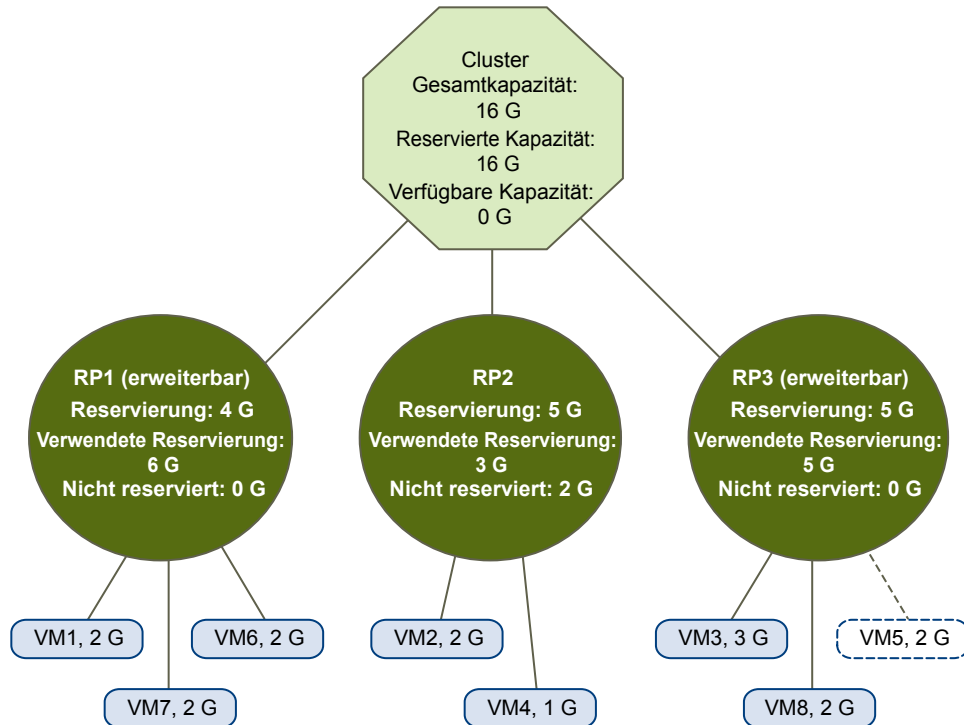 Cluster
Gesamtkapazität:
16 G
Reservierte Kapazität:
16 G
Verfügbare Kapazität:
0 G
RP1 (erweiterbar)
Reservierung: 4 G
Verwendete Reservierung:
6 G
Nicht reserviert: 0 G
RP2
Reservierung: 5 G
Verwendete Reservierung:
3 G
Nicht reserviert: 2 G
RP3 (erweiterbar)
Reservierung: 5 G
Verwendete Reservierung:
5 G
Nicht reserviert: 0 G
VM1, 2 G
VM6, 2 G
VM7, 2 G
VM2, 2 G
VM4, 1 G
VM3, 3 G
VM5, 2 G
VM8, 2 G